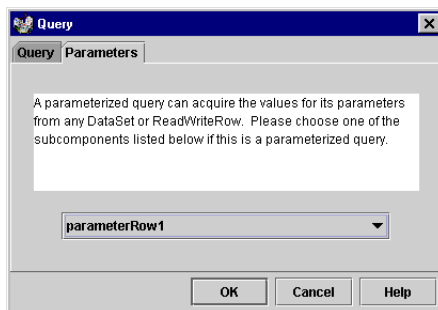 Query
Query Parameters
A parameterized query can acquire the values for its parameters
from any DataSet or ReadWriteRow. Please choose one of the
subcomponents listed below if this is a parameterized query.
parameterRow1
OK Cancel Help